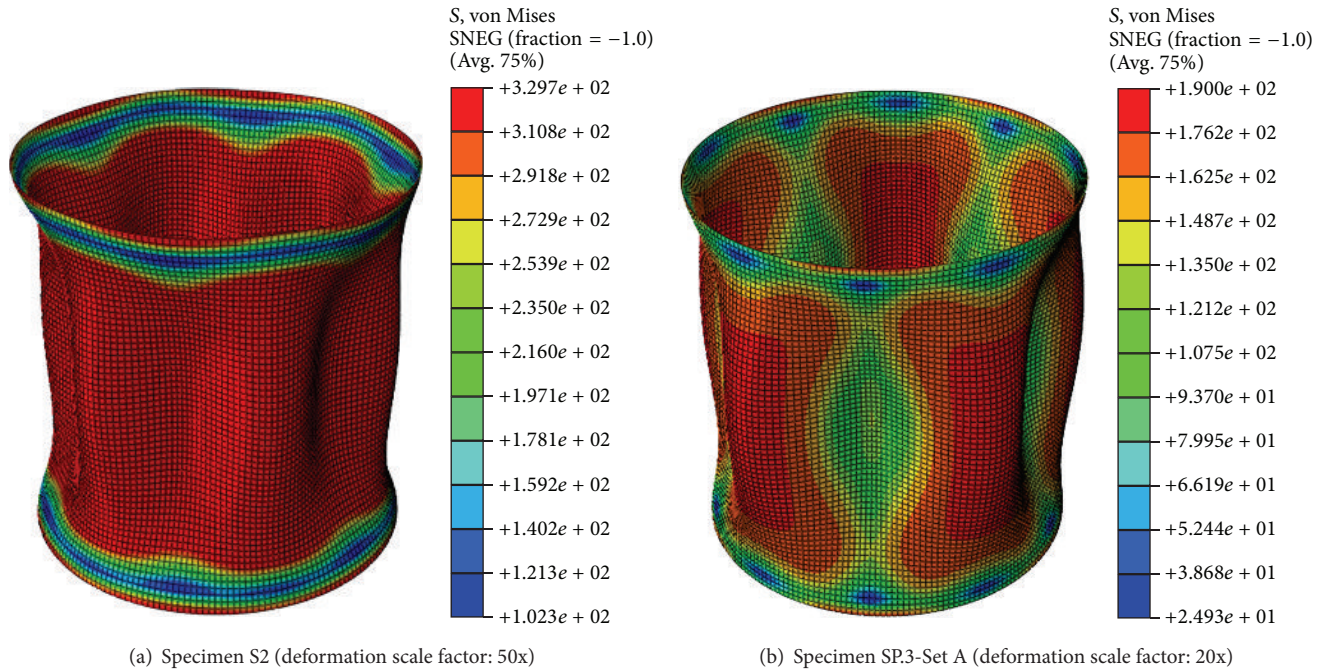 S, von Mises
SNEG (fraction = −1.0)
(Avg. 75%)
+3.297e + 02
+3.108e + 02
+2.918e + 02
+2.729e + 02
+2.539e + 02
+2.350e + 02
+2.160e + 02
+1.971e + 02
+1.781e + 02
+1.592e + 02
+1.402e + 02
+1.213e + 02
+1.023e + 02
(a) Specimen S2 (deformation scale factor: 50x)
S, von Mises
SNEG (fraction = −1.0)
(Avg. 75%)
+1.900e + 02
+1.762e + 02
+1.625e + 02
+1.487e + 02
+1.350e + 02
+1.212e + 02
+1.075e + 02
+9.370e + 01
+7.995e + 01
+6.619e + 01
+5.244e + 01
+3.868e + 01
+2.493e + 01
(b) Specimen SP.3-Set A (deformation scale factor: 20x)